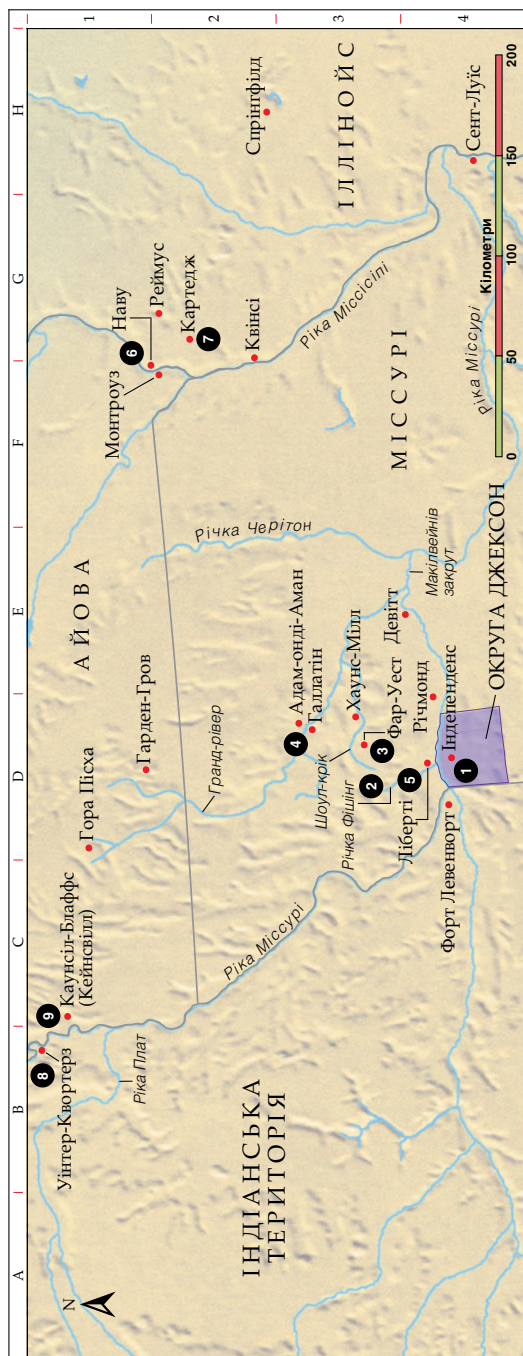 A
B
C
D
E
F
G
H
1
2
3
4
N
8
Уінтер-Квортерз
9
Каунсіл-Блаффс
(Кейнсвілл)
Ріка Плат
ІНДІАНСЬКА
ТЕРИТОРІЯ
Гора Пісха
Гарден-Гров
АЙОВА
Гранд-рівер
Ріка Міссурі
4
Адам-онді-Аман
Галлатін
Шоул-крік
Хаунс-Мілл
2
Річка Фішінг
3
Фар-Уест
5
Ліберті
Річмонд
Девітт
Форт Левенворт
1
Індепенденс
ОКРУГА ДЖЕКСОН
Річка Черітон
Макілвейнів
закрут
Монтроуз
6
Наву
Реймус
Картедж
7
Квінсі
Ріка Міссісіпі
МІССУРІ
Ріка Міссурі
Спрінгфілд
ІЛЛІНОЙС
Сент-Луїс
Кілометри
0
50
100
150
200